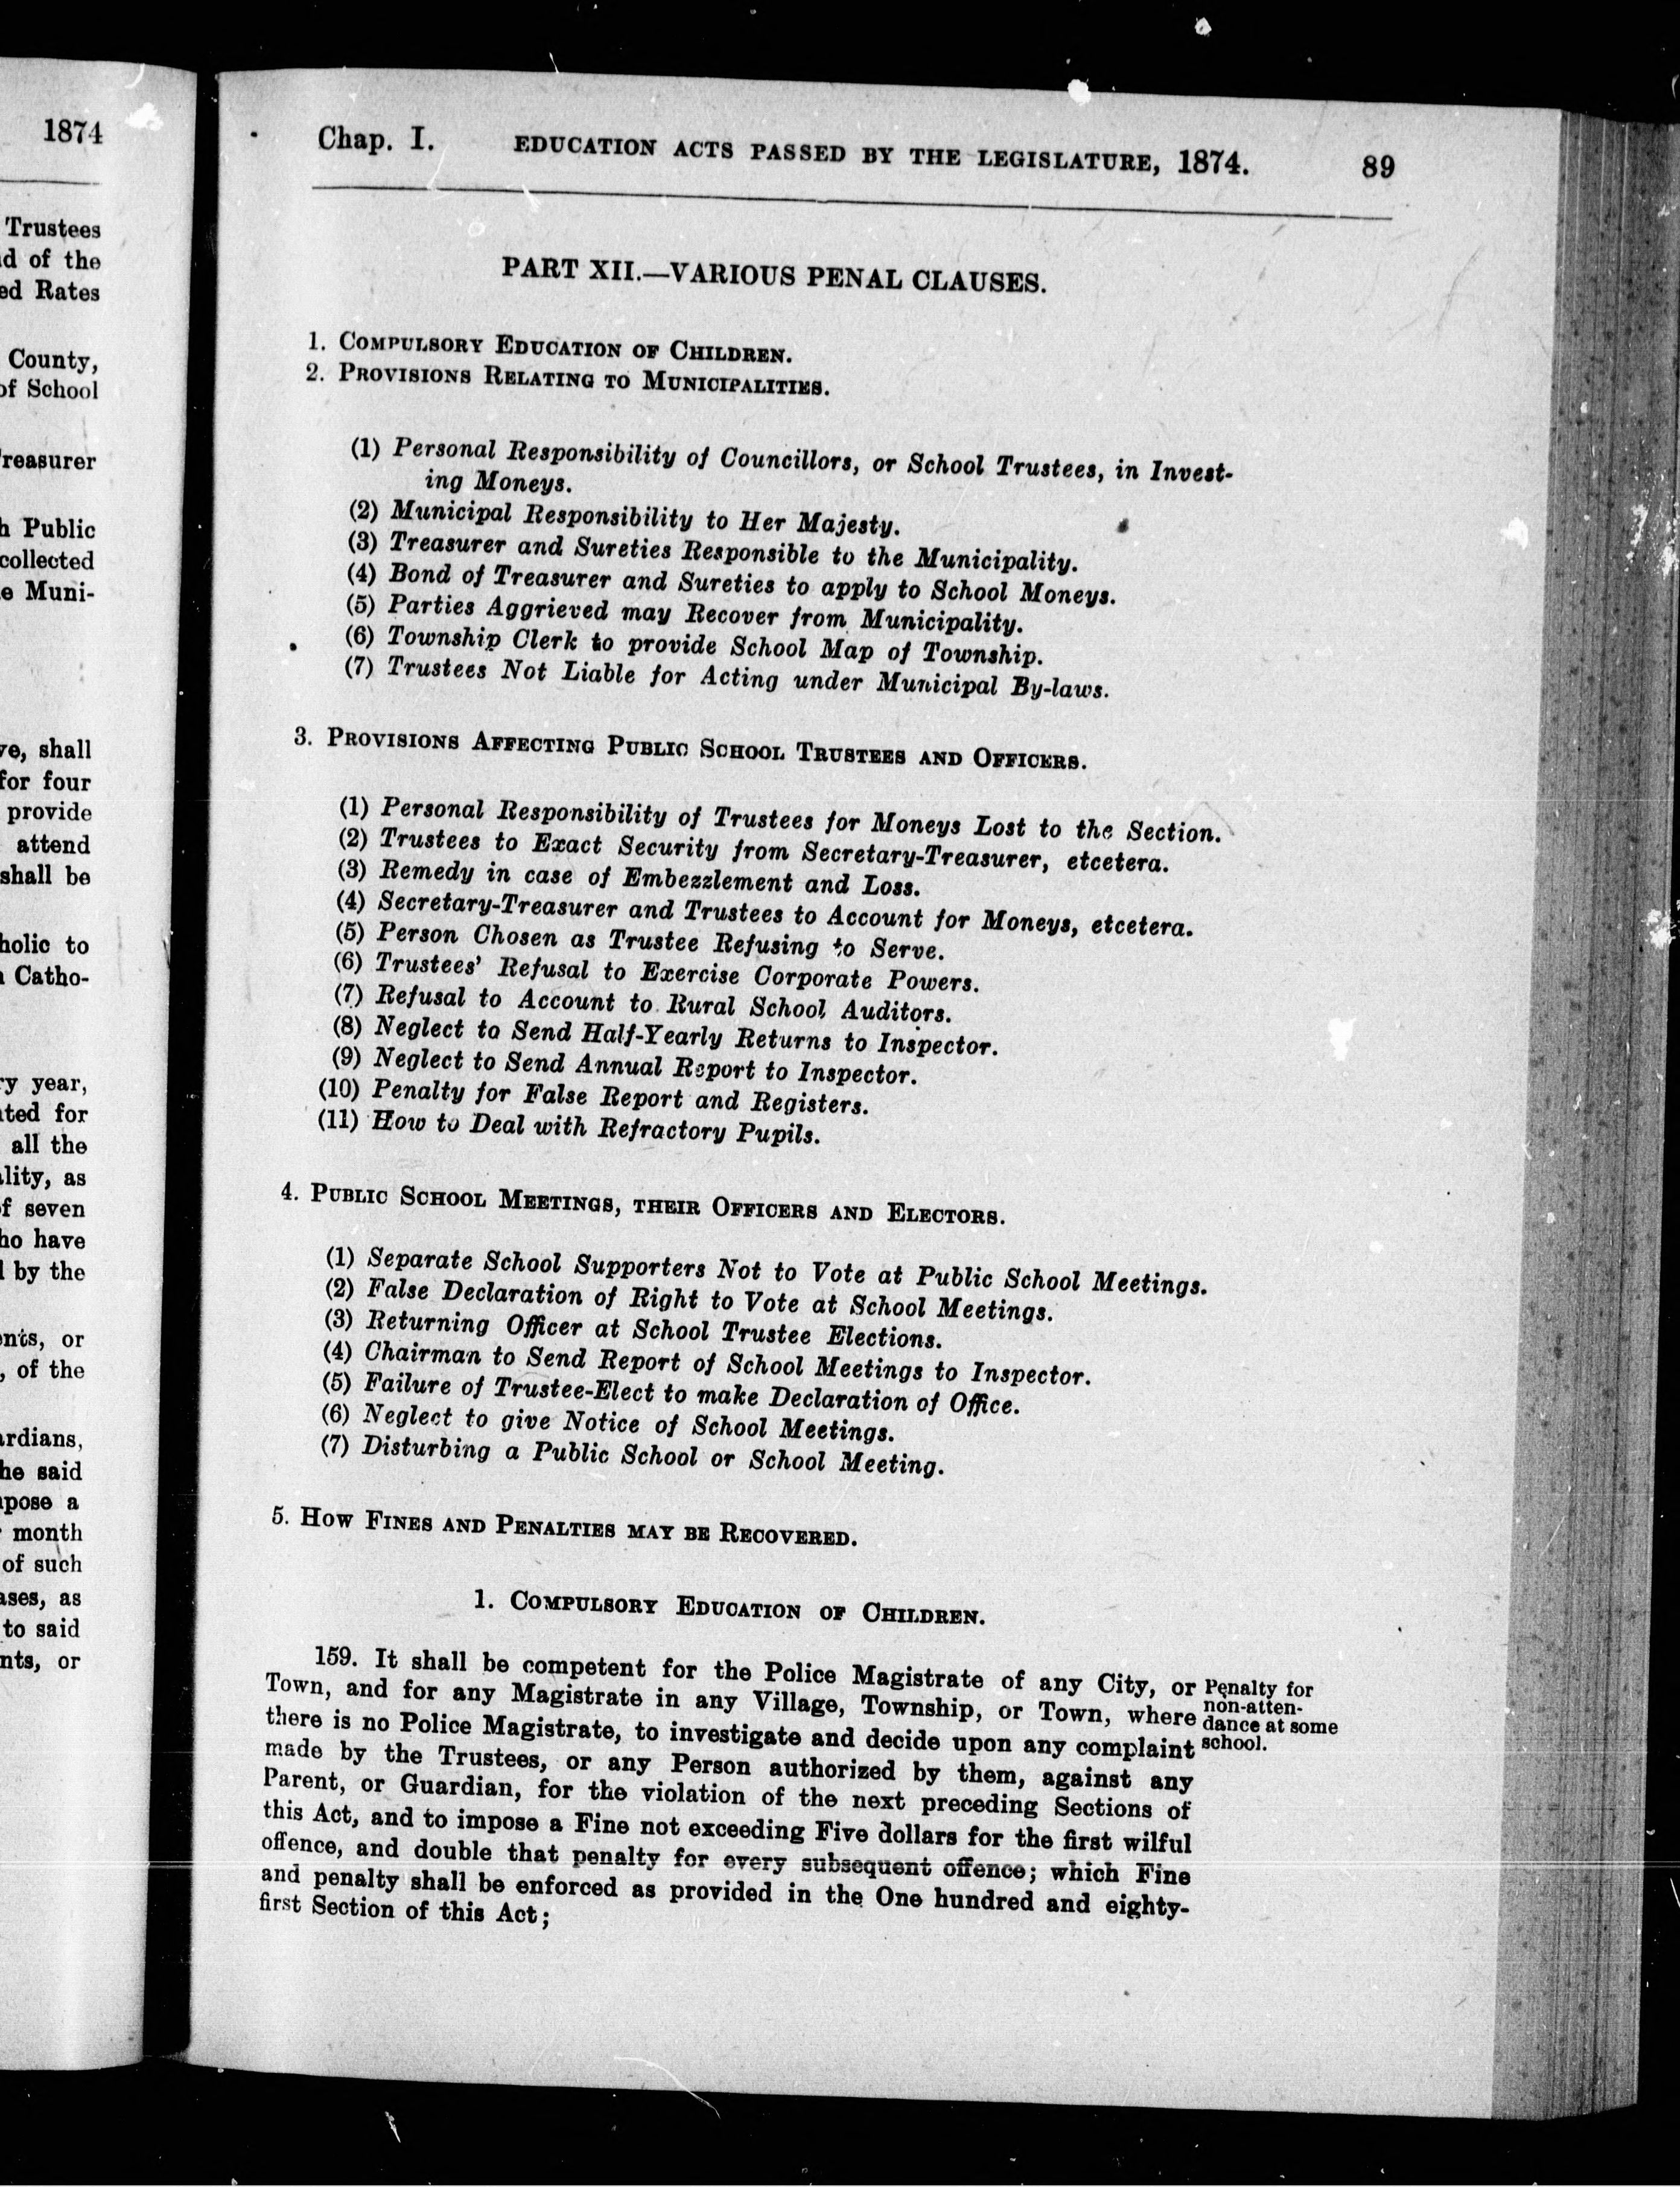 1874
Trustees
of the
Rates
County,
of School
Public
collected
Muni-
shall
for four
provide
attend
shall be
to
Catho-
year,
for
all the
as
seven
have
by the
or
of the
said
a
month
of such
as
to said
or
Chap. I. EDUCATION ACTS PASSED BY THE LEGISLATURE, 1874. 89
PART XII.—VARIOUS PENAL CLAUSES.
1. COMPULSORY EDUCATION OF CHILDREN.
2. PROVISIONS RELATING TO MUNICIPALITIES.
(1) Personal Responsibility of Councillors, or School Trustees, in Invest-
ing Moneys.
(2) Municipal Responsibility to Her Majesty.
(3) Treasurer and Sureties Responsible to the Municipality.
(4) Bond of Treasurer and Sureties to apply to School Moneys.
(5) Parties Aggrieved may Recover from Municipality.
(6) Township Clerk to provide School Map of Township.
(7) Trustees Not Liable for Acting under Municipal By-laws.
3. PROVISIONS AFFECTING PUBLIC SCHOOL TRUSTEES AND OFFICERS.
(1) Personal Responsibility of Trustees for Moneys Lost to the Section.
(2) Trustees to Exact Security from Secretary-Treasurer, etcetera.
(3) Remedy in case of Embezzlement and Loss.
(4) Secretary-Treasurer and Trustees to Account for Moneys, etcetera.
(5) Person Chosen as Trustee Refusing to Serve.
(6) Trustees' Refusal to Exercise Corporate Powers.
(7) Refusal to Account to Rural School Auditors.
(8) Neglect to Send Half-Yearly Returns to Inspector.
(9) Neglect to Send Annual Report to Inspector.
(10) Penalty for False Report and Registers.
(11) How to Deal with Refractory Pupils.
4. PUBLIC SCHOOL MEETINGS, THEIR OFFICERS AND ELECTORS.
(1) Separate School Supporters Not to Vote at Public School Meetings.
(2) False Declaration of Right to Vote at School Meetings.
(3) Returning Officer at School Trustee Elections.
(4) Chairman to Send Report of School Meetings to Inspector.
(5) Failure of Trustee-Elect to make Declaration of Office.
(6) Neglect to give Notice of School Meetings.
(7) Disturbing a Public School or School Meeting.
5. HOW FINES AND PENALTIES MAY BE RECOVERED.
1. COMPULSORY EDUCATION OF CHILDREN.
159. It shall be competent for the Police Magistrate of any City, or
Town, and for any Magistrate in any Village, Township, or Town, where
there is no Police Magistrate, to investigate and decide upon any complaint
made by the Trustees, or any Person authorized by them, against any
Parent, or Guardian, for the violation of the next preceding Sections of
this Act, and to impose a Fine not exceeding Five dollars for the first wilful
offence, and double that penalty for every subsequent offence; which Fine
and penalty shall be enforced as provided in the One hundred and eighty-
first Section of this Act;
Penalty for
non-atten-
dance at some
school.